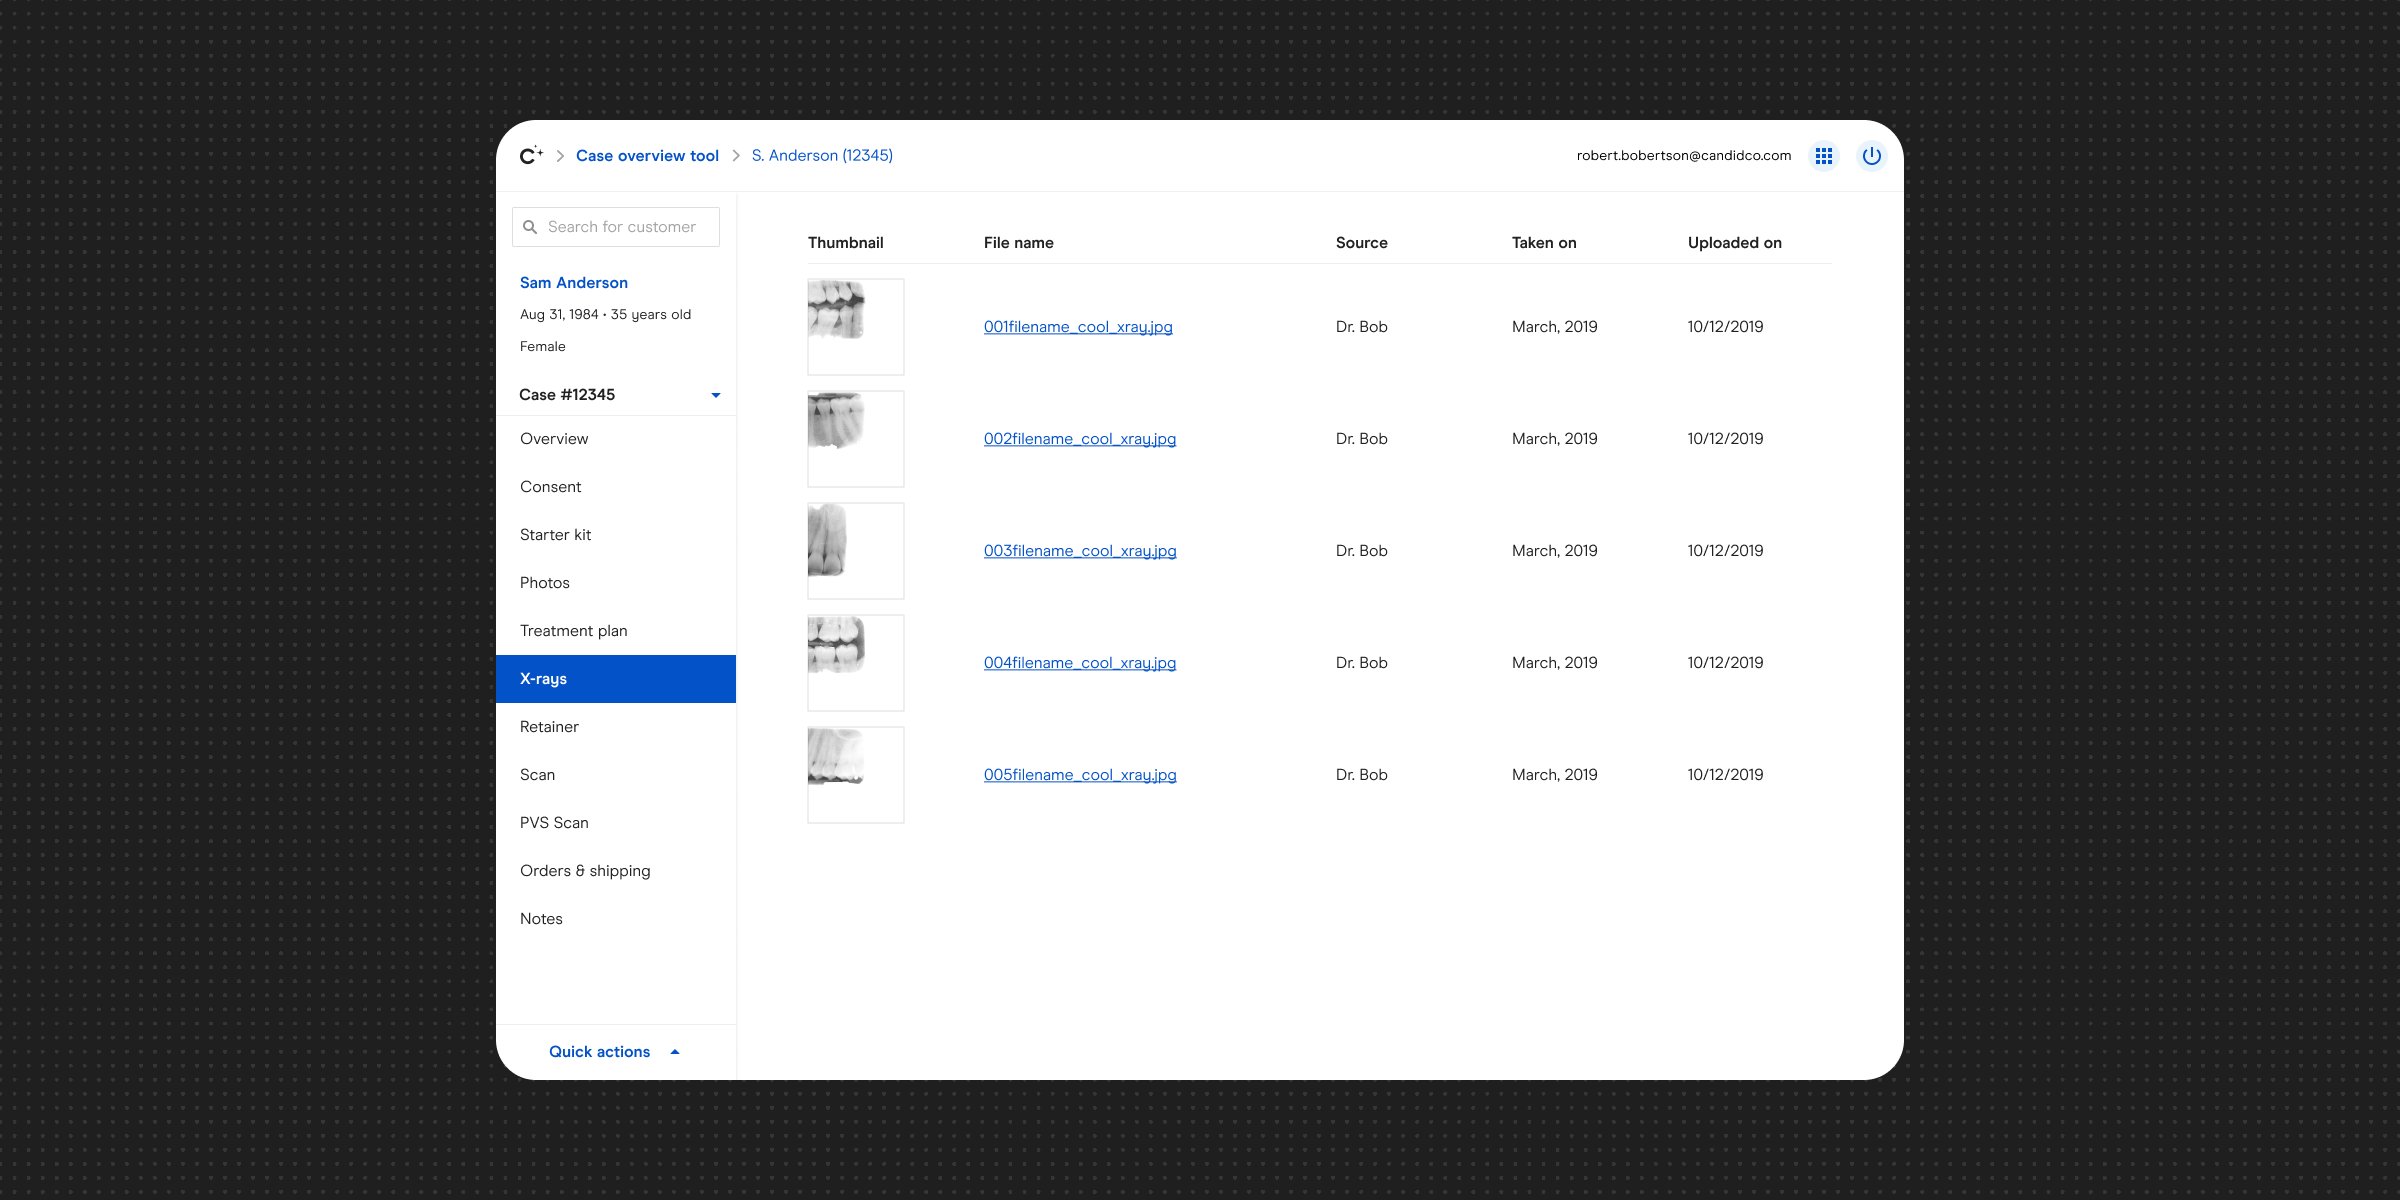 C
Case overview tool
S. Anderson (12345)
robert.bobertson@candidco.com
Search for customer
Sam Anderson
Aug 31, 1984 • 35 years old
Female
Case #12345
Overview
Consent
Starter kit
Photos
Treatment plan
X-rays
Retainer
Scan
PVS Scan
Orders & shipping
Notes
Quick actions
Thumbnail File name Source Taken on Uploaded on
001filename_cool_xray.jpg Dr. Bob March, 2019 10/12/2019
002filename_cool_xray.jpg Dr. Bob March, 2019 10/12/2019
003filename_cool_xray.jpg Dr. Bob March, 2019 10/12/2019
004filename_cool_xray.jpg Dr. Bob March, 2019 10/12/2019
005filename_cool_xray.jpg Dr. Bob March, 2019 10/12/2019